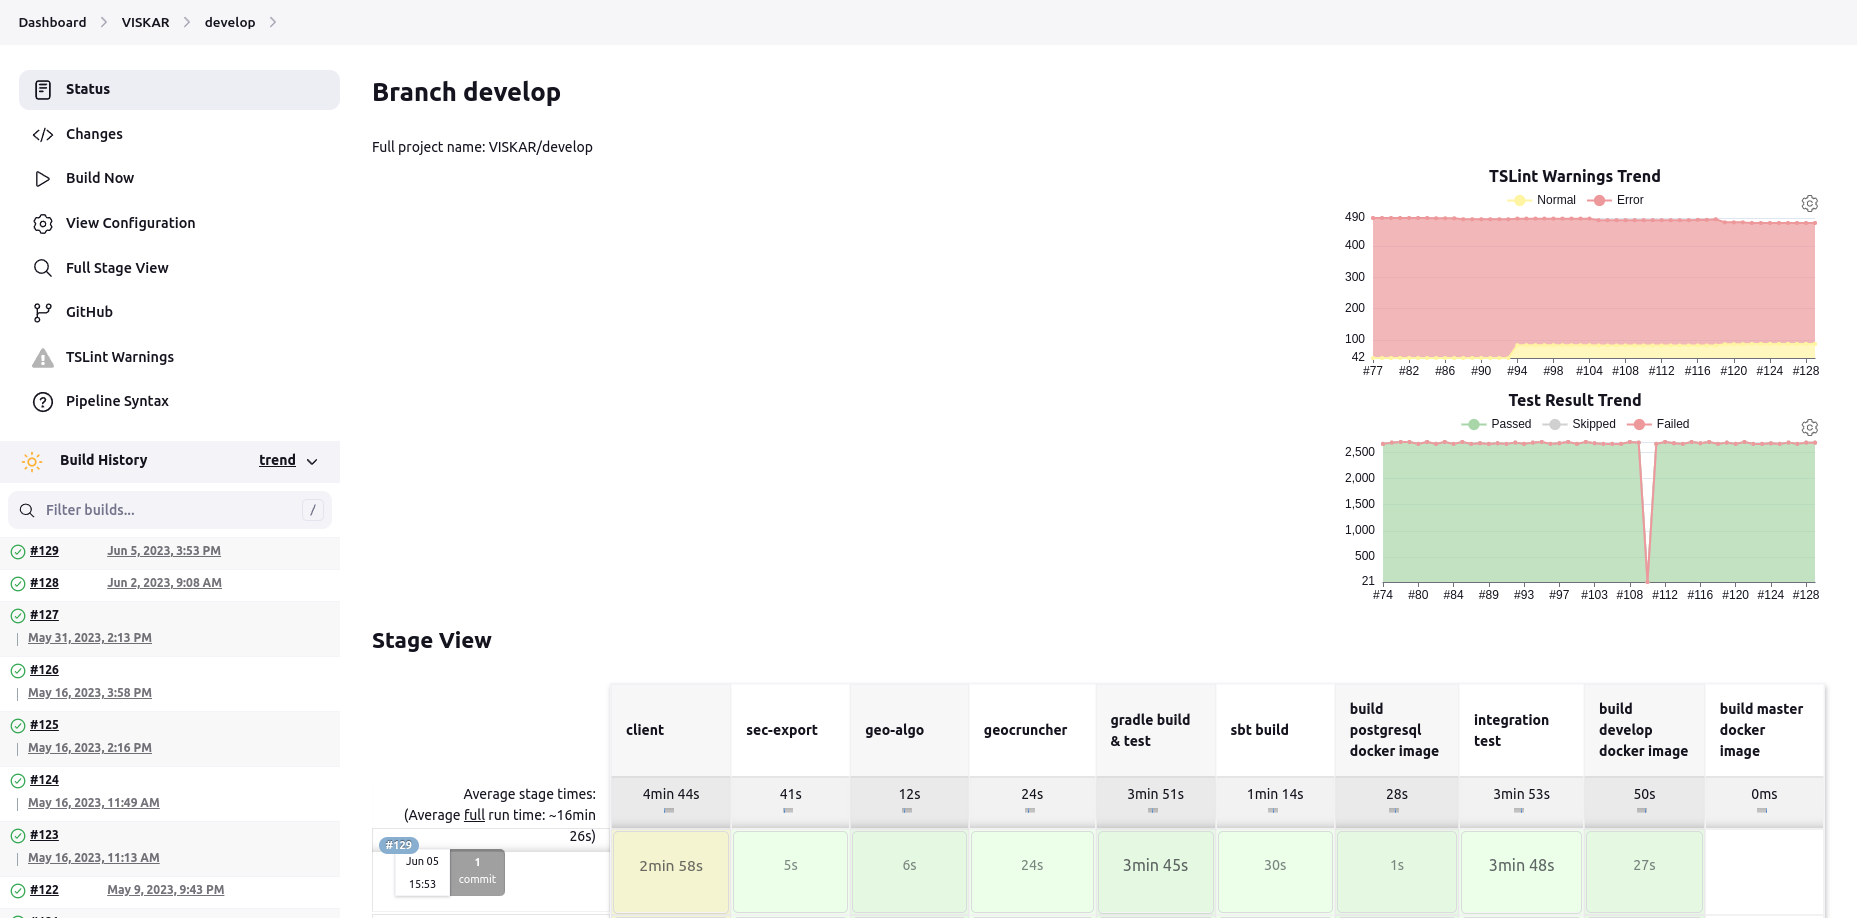 Dashboard VISKAR develop
Status
Changes
Build Now
View Configuration
Full Stage View
GitHub
TSLint Warnings
Pipeline Syntax
Build History trend
Filter builds... /
#129 Jun 5, 2023, 3:53 PM
#128 Jun 2, 2023, 9:08 AM
#127
May 31, 2023, 2:13 PM
#126
May 16, 2023, 3:58 PM
#125
May 16, 2023, 2:16 PM
#124
May 16, 2023, 11:49 AM
#123
May 16, 2023, 11:13 AM
#122 May 9, 2023, 9:43 PM
Branch develop
Full project name: VISKAR/develop
TSLint Warnings Trend
Normal Error
490
400
300
200
100
42
#77 #82 #86 #90 #94 #98 #104 #108 #112 #116 #120 #124 #128
Test Result Trend
Passed Skipped Failed
2,500
2,000
1,500
1,000
500
21
#74 #80 #84 #89 #93 #97 #103 #108 #112 #116 #120 #124 #128
Stage View
client
sec-export
geo-algo
geocruncher
gradle build
& test
sbt build
build
postgresql
docker image
integration
test
build
develop
docker image
build master
docker
image
Average stage times:
(Average full run time: ~16min
26s)
4min 44s 41s 12s 24s 3min 51s 1min 14s 28s 3min 53s 50s 0ms
#129
Jun 05
15:53
1
commit
2min 58s 5s 6s 24s 3min 45s 30s 1s 3min 48s 27s